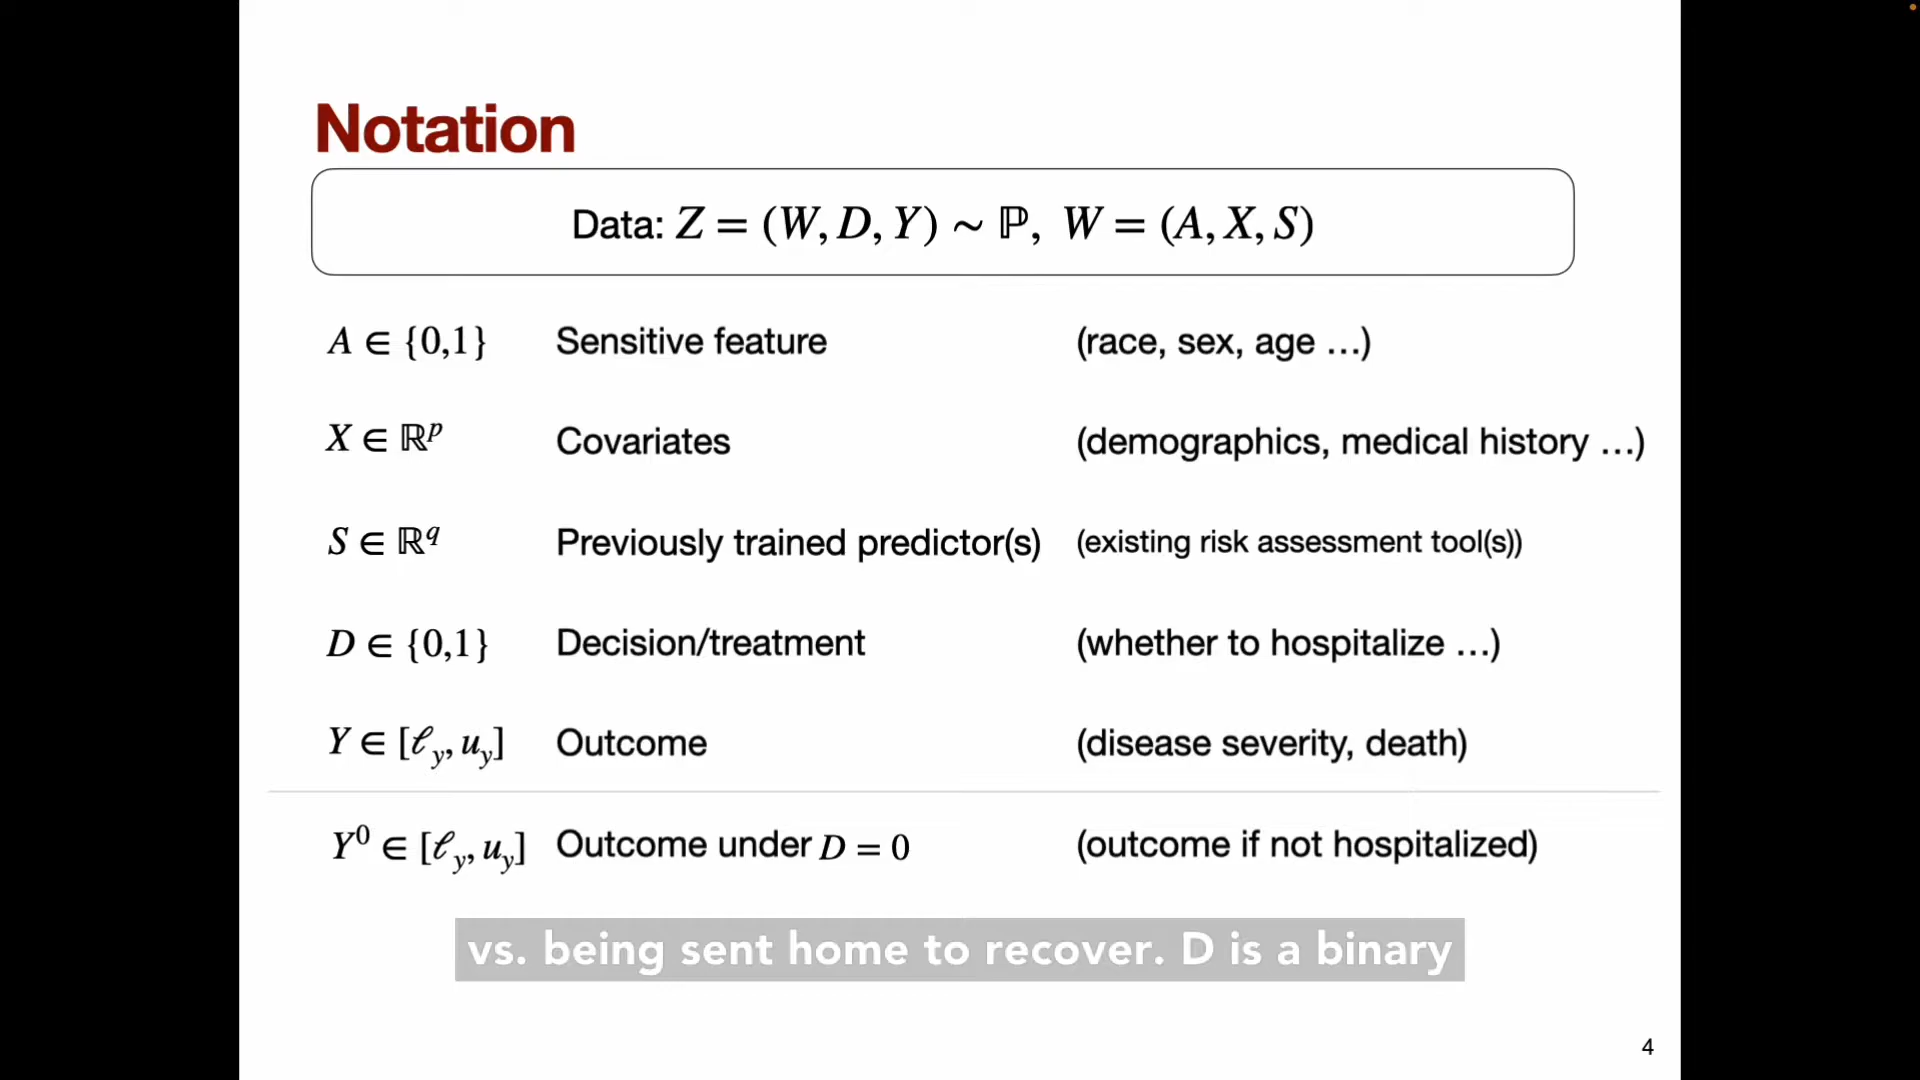 Notation
Data: Z = (W, D, Y) ~ ℙ, W = (A, X, S)
A ∈ {0,1} Sensitive feature (race, sex, age …)
X ∈ ℝᵖ Covariates (demographics, medical history …)
S ∈ ℝ^q Previously trained predictor(s) (existing risk assessment tool(s))
D ∈ {0,1} Decision/treatment (whether to hospitalize …)
Y ∈ [ℓ_y, u_y] Outcome (disease severity, death)
Y⁰ ∈ [ℓ_y, u_y] Outcome under D = 0 (outcome if not hospitalized)
vs. being sent home to recover. D is a binary
4